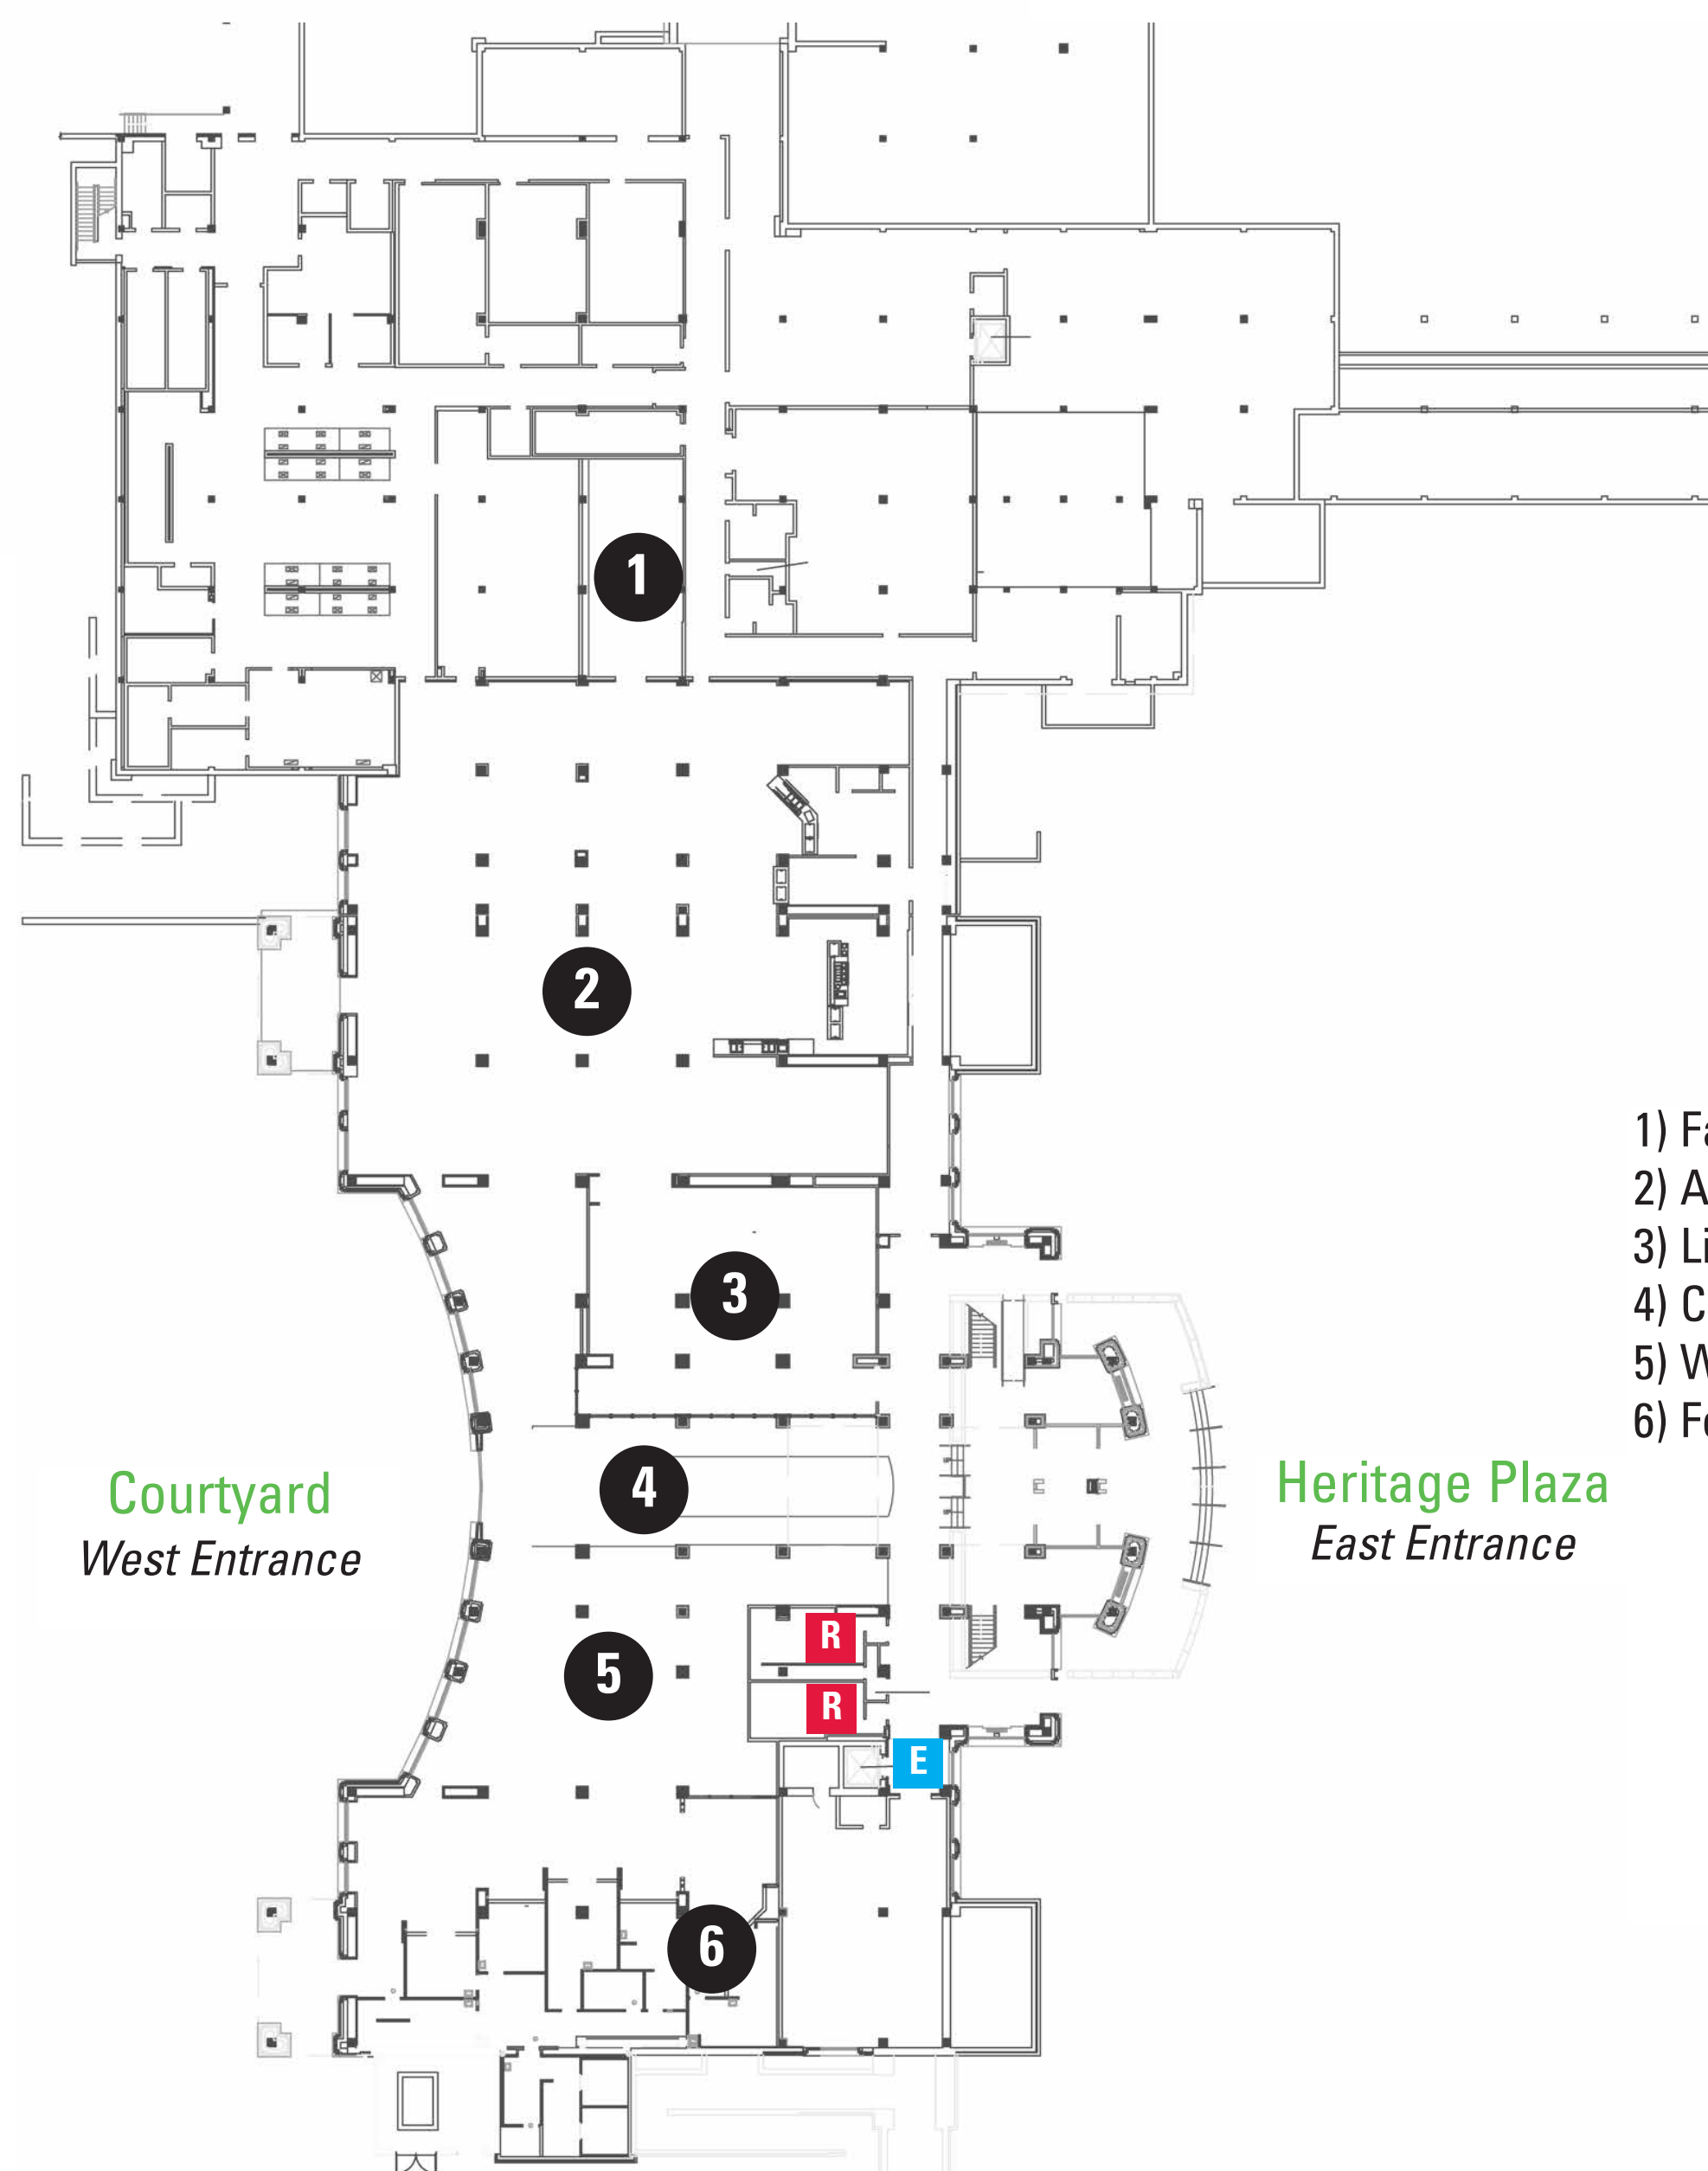 1
2
3
1) 
2) 
3) 
4) 
5) 
6) 
4
Courtyard
West Entrance
Heritage Plaza
East Entrance
R
5
R
E
6